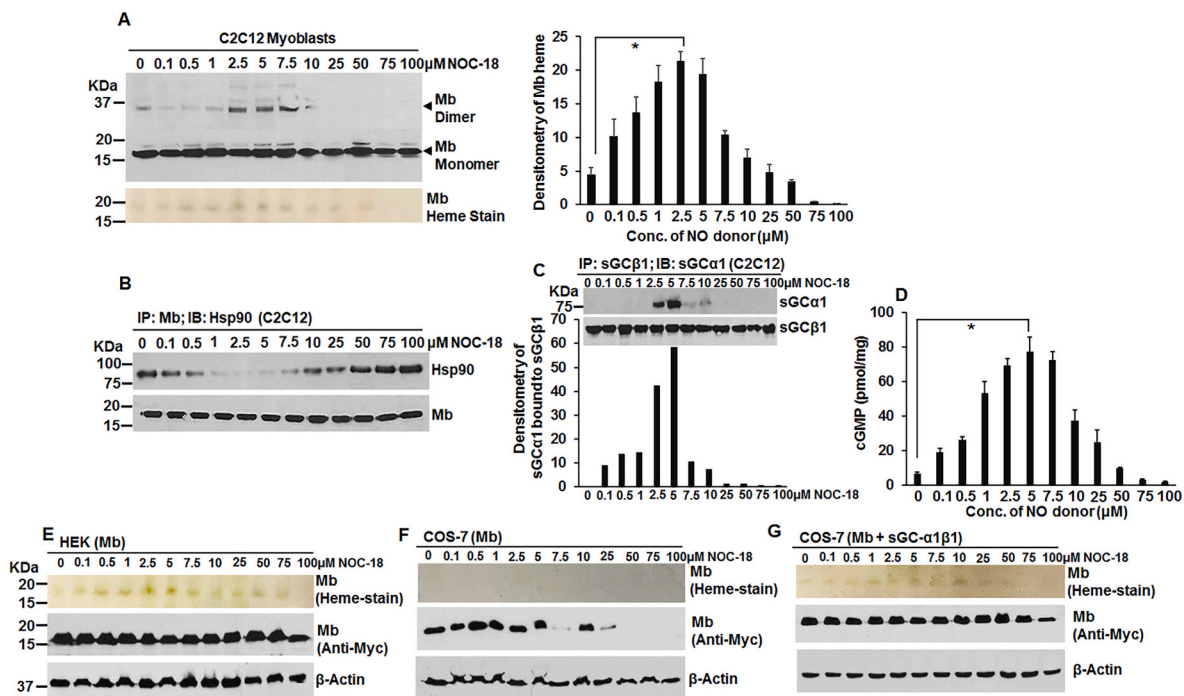 A
C2C12 Myoblasts
0 0.1 0.5 1 2.5 5 7.5 10 25 50 75 100 µM NOC-18
KDa
37
Mb
Dimer
20
15
Mb
Monomer
20
15
Mb
Heme Stain
Densitometry of Mb heme
25
20
15
10
5
0
*
0 0.1 0.5 1 2.5 5 7.5 10 25 50 75 100
Conc. of NO donor (µM)
B
IP: Mb; IB: Hsp90 (C2C12)
0 0.1 0.5 1 2.5 5 7.5 10 25 50 75 100 µM NOC-18
KDa
100
75
Hsp90
20
15
Mb
C
IP: sGCβ1; IB: sGCα1 (C2C12)
0 0.1 0.5 1 2.5 5 7.5 10 25 50 75 100 µM NOC-18
KDa
75
sGCα1
sGCβ1
Densitometry of
sGCα1 bound to sGCβ1
70
60
50
40
30
20
10
0
0 0.1 0.5 1 2.5 5 7.5 10 25 50 75 100 µM NOC-18
D
cGMP (pmol/mg)
100
80
60
40
20
0
*
0 0.1 0.5 1 2.5 5 7.5 10 25 50 75 100
Conc. of NO donor (µM)
E
HEK (Mb)
0 0.1 0.5 1 2.5 5 7.5 10 25 50 75 100 µM NOC-18
KDa
20
15
Mb
(Heme-stain)
20
15
Mb
(Anti-Myc)
37
β-Actin
F
COS-7 (Mb)
0 0.1 0.5 1 2.5 5 7.5 10 25 50 75 100 µM NOC-18
Mb
(Heme-stain)
Mb
(Anti-Myc)
β-Actin
G
COS-7 (Mb + sGC-α1β1)
0 0.1 0.5 1 2.5 5 7.5 10 25 50 75 100 µM NOC-18
Mb
(Heme-stain)
Mb
(Anti-Myc)
β-Actin